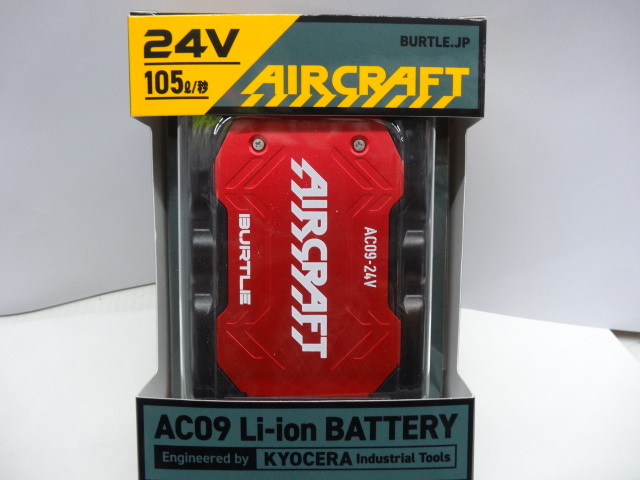 24V
105ℓ/秒
BURTLE.JP
AIRCRAFT
AIRCRAFT
BURTLE
AC09-24V
AC09 Li-ion BATTERY
Engineered by KYOCERA Industrial Tools